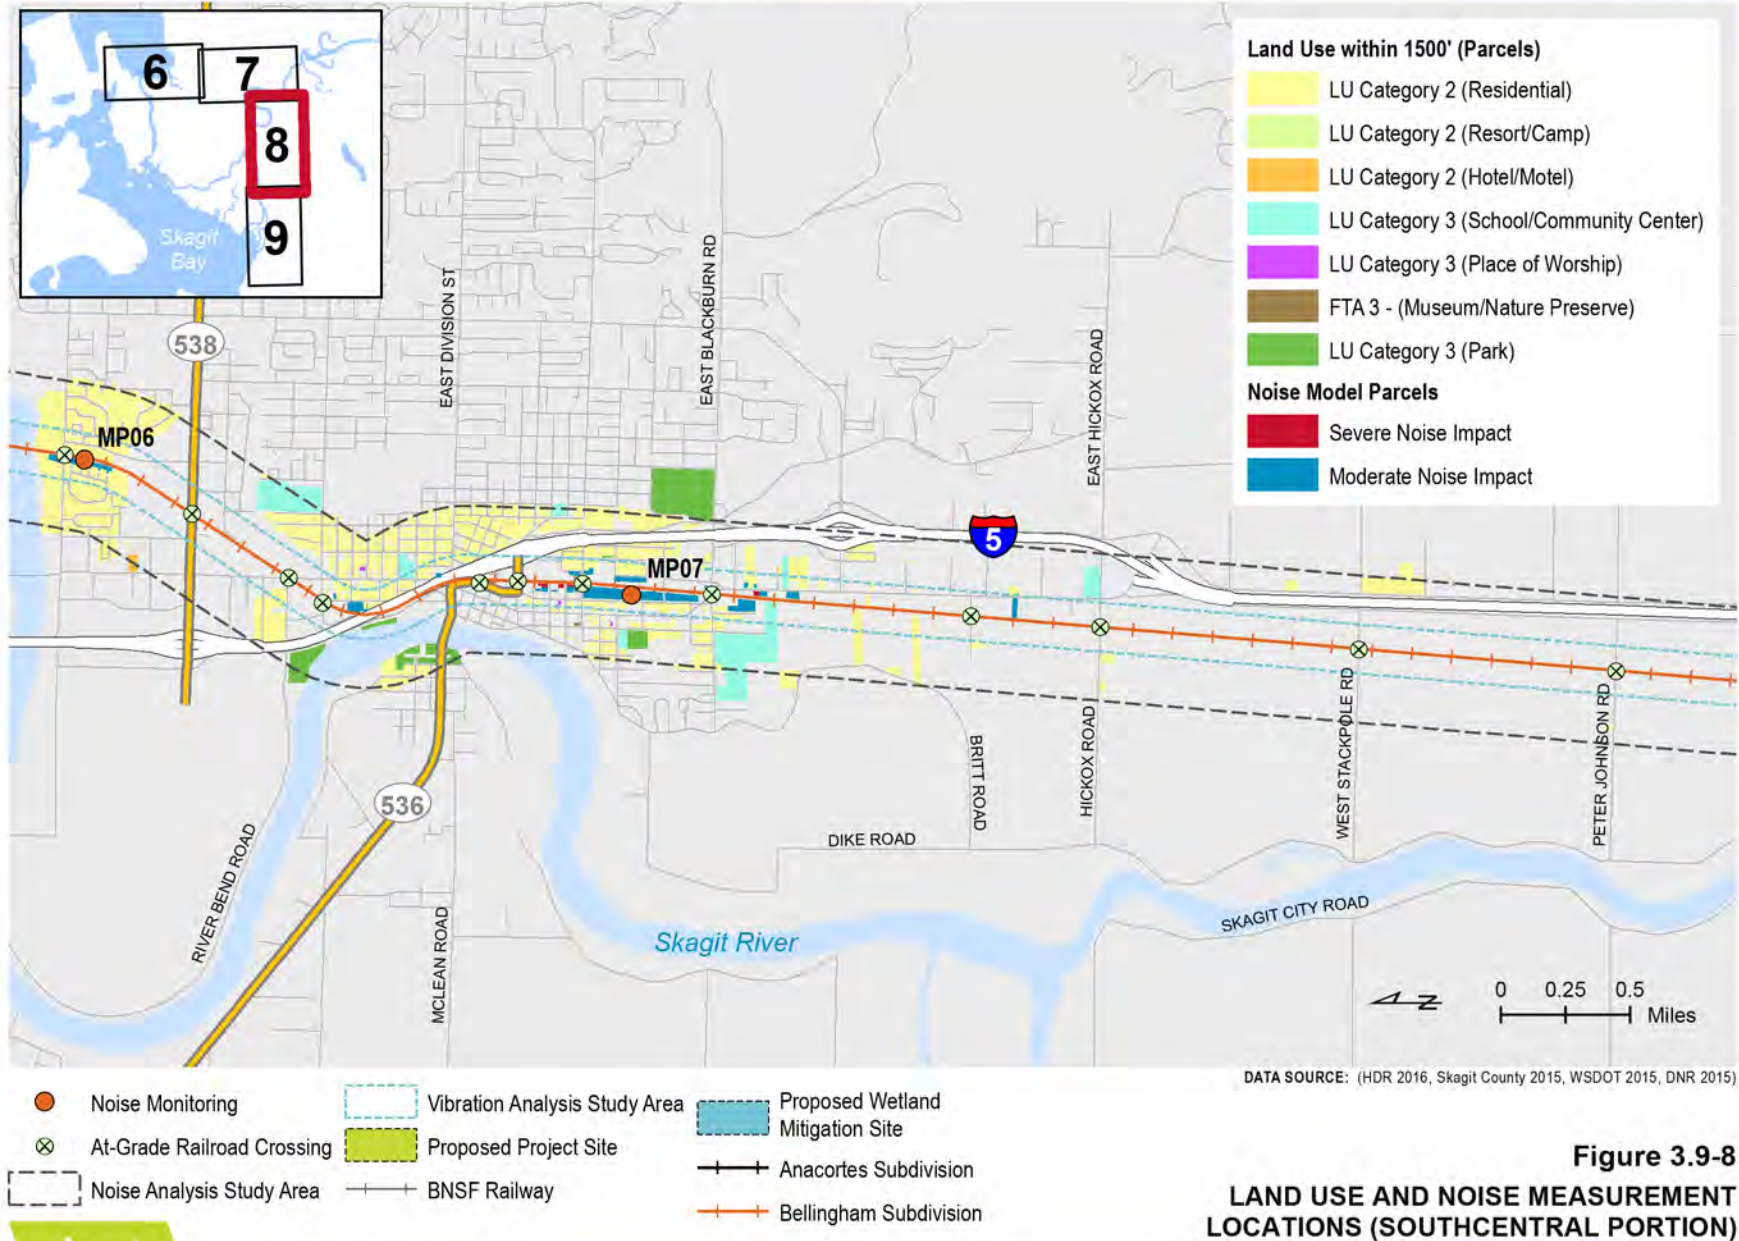 6
7
8
9
Skagit
Bay
Land Use within 1500' (Parcels)
LU Category 2 (Residential)
LU Category 2 (Resort/Camp)
LU Category 2 (Hotel/Motel)
LU Category 3 (School/Community Center)
LU Category 3 (Place of Worship)
FTA 3 - (Museum/Nature Preserve)
LU Category 3 (Park)
Noise Model Parcels
Severe Noise Impact
Moderate Noise Impact
538
EAST DIVISION ST
EAST BLACKBURN RD
EAST HICKOX ROAD
MP06
5
MP07
536
RIVER BEND ROAD
MCLEAN ROAD
BRITT ROAD
HICKOX ROAD
WEST STACKPOLE RD
PETER JOHNSON RD
DIKE ROAD
SKAGIT CITY ROAD
Skagit River
N
0 0.25 0.5
Miles
DATA SOURCE: (HDR 2016, Skagit County 2015, WSDOT 2015, DNR 2015)
Noise Monitoring
At-Grade Railroad Crossing
Noise Analysis Study Area
Vibration Analysis Study Area
Proposed Project Site
BNSF Railway
Proposed Wetland
Mitigation Site
Anacortes Subdivision
Bellingham Subdivision
Figure 3.9-8
LAND USE AND NOISE MEASUREMENT
LOCATIONS (SOUTHCENTRAL PORTION)